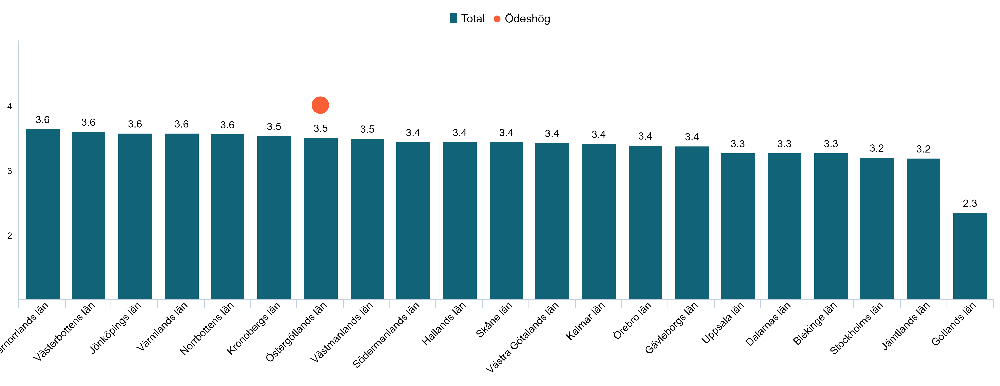 Total Ödeshög
4
3
2
3.6 3.6 3.6 3.6 3.6 3.5 3.5 3.5 3.4 3.4 3.4 3.4 3.4 3.4 3.4 3.3 3.3 3.3 3.2 3.2 2.3
ernorrlands län
Västerbottens län
Jönköpings län
Värmlands län
Norrbottens län
Kronobergs län
Östergötlands län
Västmanlands län
Södermanlands län
Hallands län
Skåne län
Västra Götalands län
Kalmar län
Örebro län
Gävleborgs län
Uppsala län
Dalarnas län
Blekinge län
Stockholms län
Jämtlands län
Gotlands län